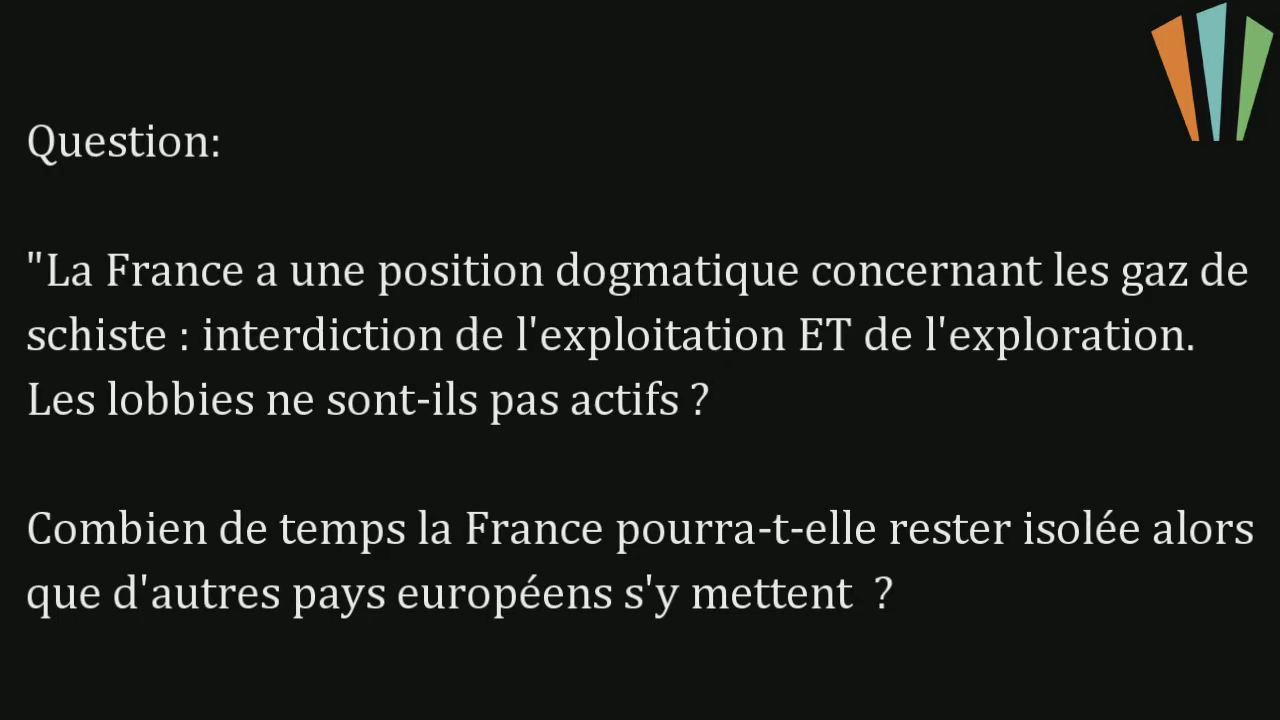 Question:
"La France a une position dogmatique concernant les gaz de
schiste : interdiction de l'exploitation ET de l'exploration.
Les lobbies ne sont-ils pas actifs ?
Combien de temps la France pourra-t-elle rester isolée alors
que d'autres pays européens s'y mettent  ?